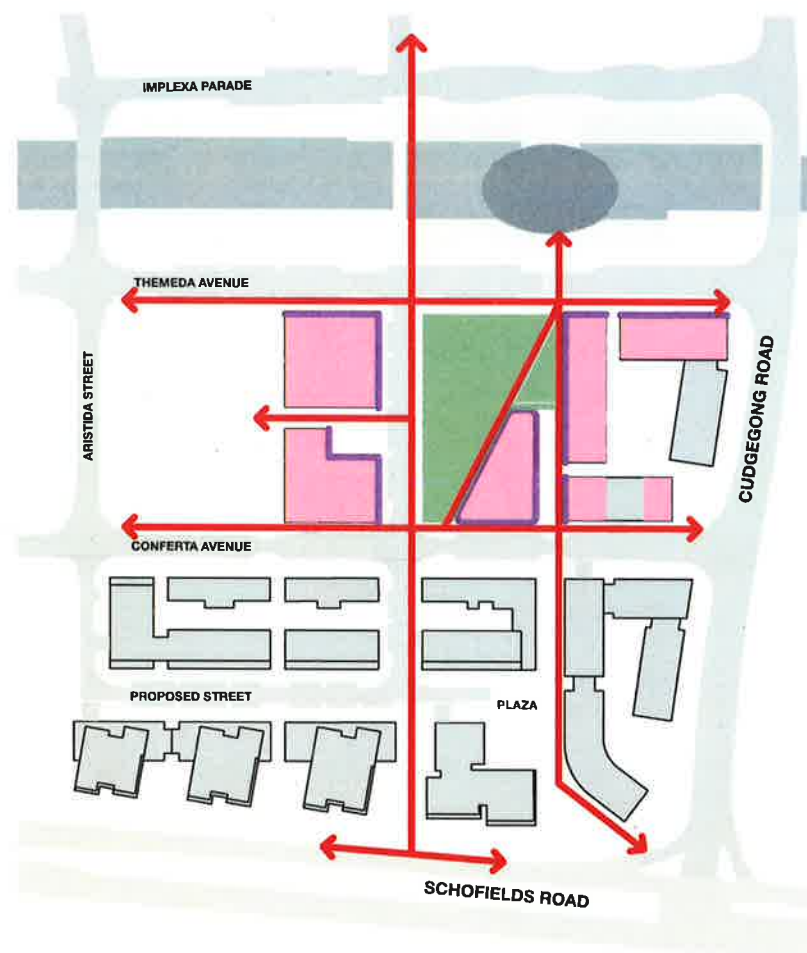 IMPLEXA PARADE
THEMEDA AVENUE
ARISTIDA STREET
CUDGEGONG ROAD
CONFERTA AVENUE
PROPOSED STREET
PLAZA
SCHOFIELDS ROAD